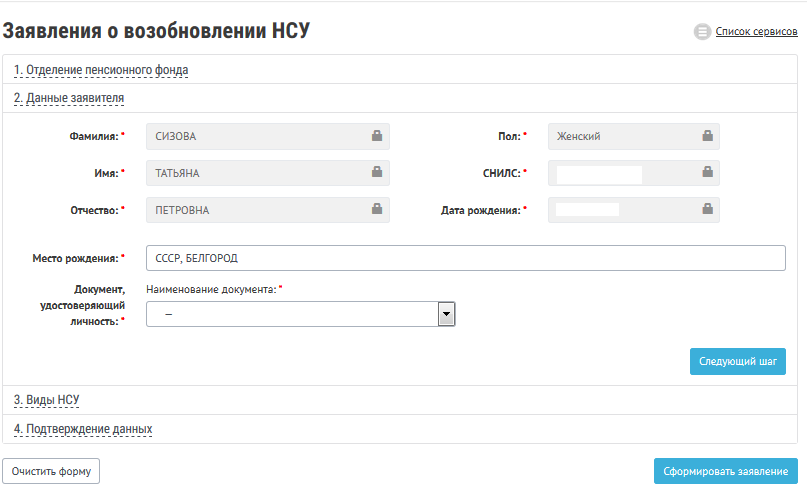 Заявления о возобновлении НСУ
Список сервисов
1. Отделение пенсионного фонда
2. Данные заявителя
Фамилия: * СИЗОВА
Пол: * Женский
Имя: * ТАТЬЯНА
СНИЛС: *
Отчество: * ПЕТРОВНА
Дата рождения: *
Место рождения: * СССР, БЕЛГОРОД
Документ,
удостоверяющий
личность: *
Наименование документа: *
—
Следующий шаг
3. Виды НСУ
4. Подтверждение данных
Очистить форму
Сформировать заявление